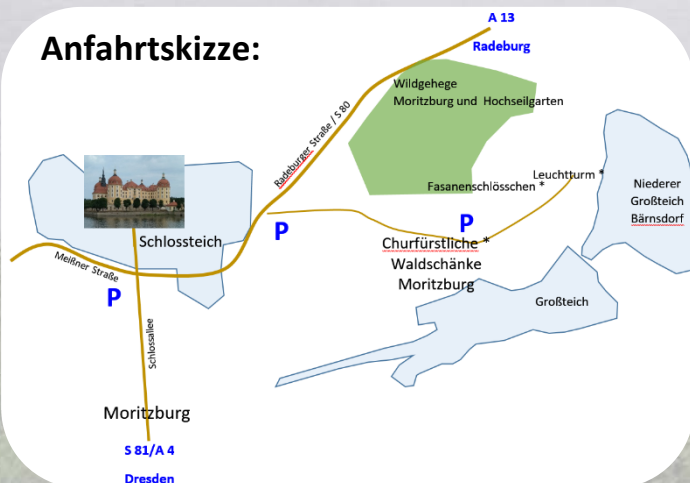 Anfahrtskizze:
A 13
Radeburg
Wildgehege
Moritzburg und Hochseilgarten
Radeburger Straße / S 80
Leuchtturm *
Fasanenschlösschen *
Niederer
Großteich
Bärnsdorf
P
P
Schlossteich
Churfürstliche *
Waldschänke
Moritzburg
Meißner Straße
P
Großteich
Schlossallee
Moritzburg
S 81/A 4
Dresden